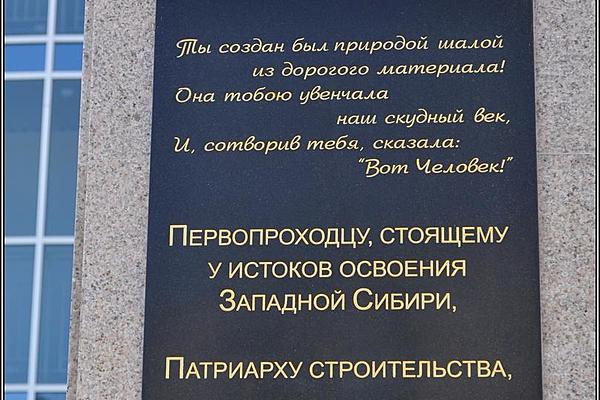 Ты создан был природой шалой
из дорогого материала!
Она тобою увенчала
наш скудный век,
И, сотворив тебя, сказала:
"Вот Человек!"
Первопроходцу, стоящему
у истоков освоения
Западной Сибири,
Патриарху строительства,